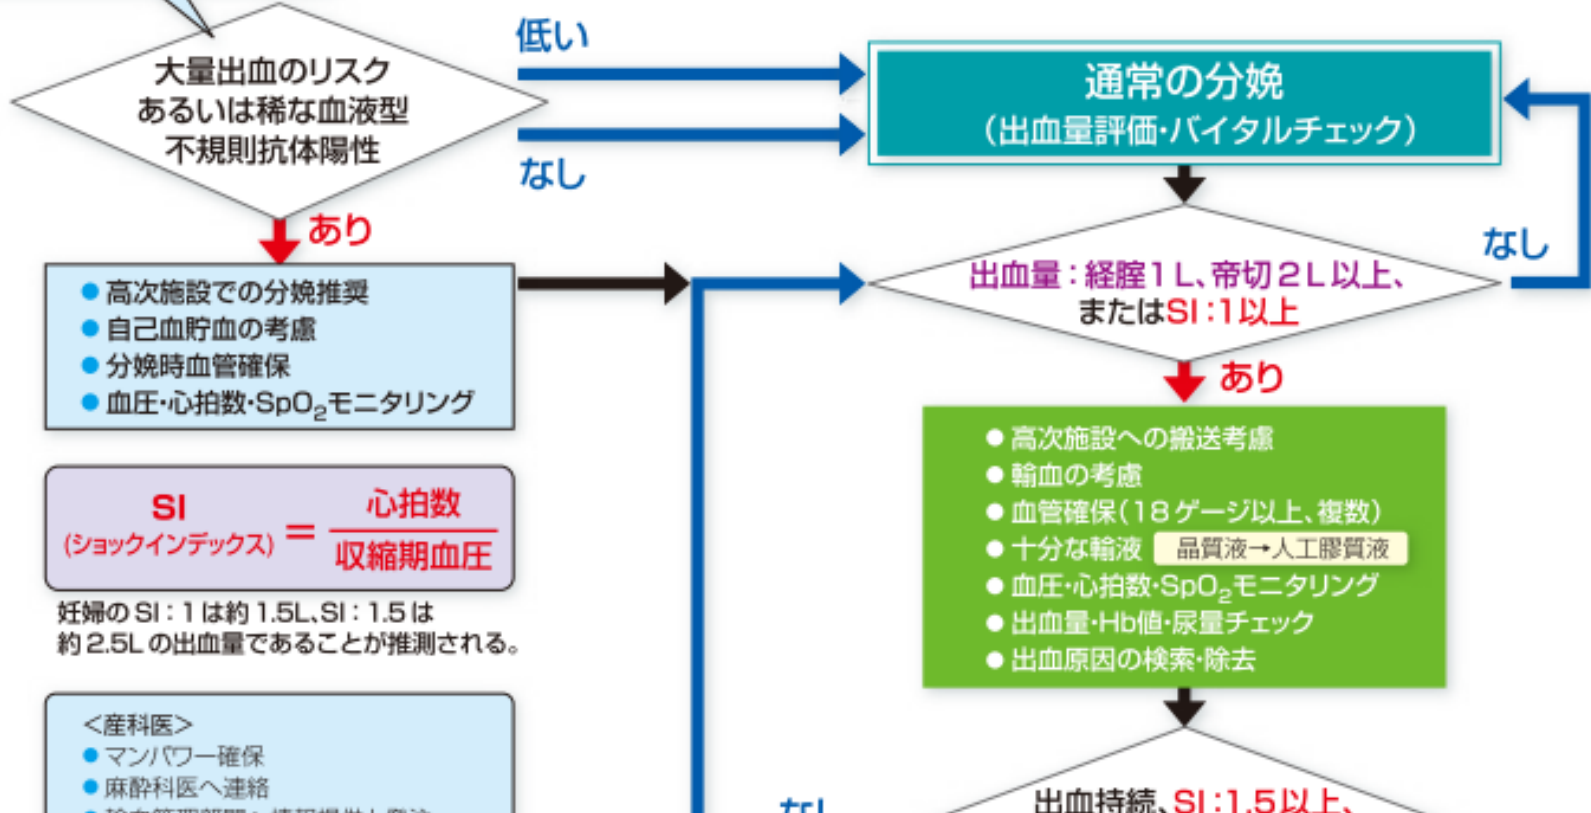 大量出血のリスク
あるいは稀な血液型
不規則抗体陽性
低い
なし
通常の分娩
（出血量評価・バイタルチェック）
あり
●高次施設での分娩推奨
●自己血貯血の考慮
●分娩時血管確保
●血圧・心拍数・SpO₂モニタリング
出血量：経腟1L、帝切2L以上、
またはSI：1以上
なし
あり
SI
(ショックインデックス)
=
心拍数
収縮期血圧
妊婦のSI：1は約1.5L、SI：1.5は
約2.5Lの出血量であることが推測される。
●高次施設への搬送考慮
●輸血の考慮
●血管確保（18ゲージ以上、複数）
●十分な輸液 晶質液→人工膠質液
●血圧・心拍数・SpO₂モニタリング
●出血量・Hb値・尿量チェック
●出血原因の検索・除去
＜産科医＞
●マンパワー確保
●麻酔科医へ連絡
なし
出血持続、SI：1.5以上、